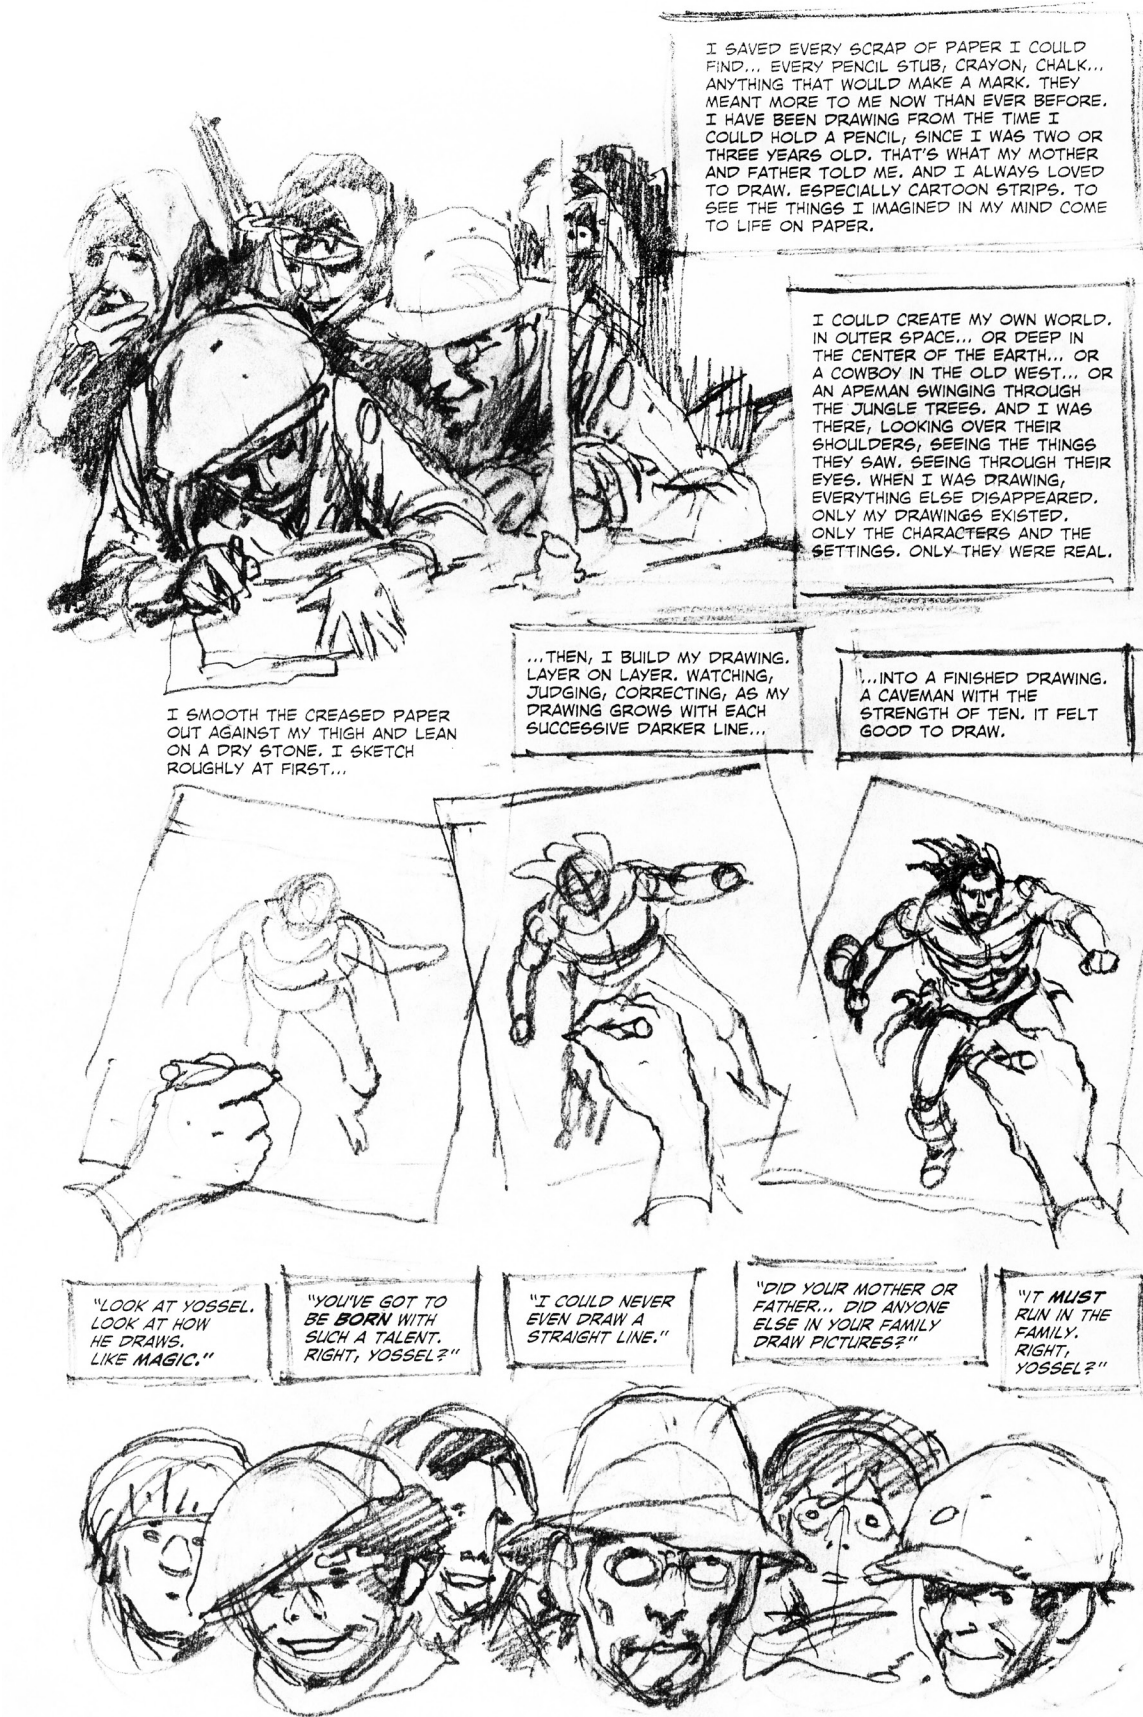 I SAVED EVERY SCRAP OF PAPER I COULD
FIND... EVERY PENCIL STUB, CRAYON, CHALK...
ANYTHING THAT WOULD MAKE A MARK. THEY
MEANT MORE TO ME NOW THAN EVER BEFORE.
I HAVE BEEN DRAWING FROM THE TIME I
COULD HOLD A PENCIL, SINCE I WAS TWO OR
THREE YEARS OLD. THAT'S WHAT MY MOTHER
AND FATHER TOLD ME. AND I ALWAYS LOVED
TO DRAW. ESPECIALLY CARTOON STRIPS. TO
SEE THE THINGS I IMAGINED IN MY MIND COME
TO LIFE ON PAPER.
I COULD CREATE MY OWN WORLD.
IN OUTER SPACE... OR DEEP IN
THE CENTER OF THE EARTH... OR
A COWBOY IN THE OLD WEST... OR
AN APEMAN SWINGING THROUGH
THE JUNGLE TREES. AND I WAS
THERE, LOOKING OVER THEIR
SHOULDERS, SEEING THE THINGS
THEY SAW. SEEING THROUGH THEIR
EYES. WHEN I WAS DRAWING,
EVERYTHING ELSE DISAPPEARED.
ONLY MY DRAWINGS EXISTED.
ONLY THE CHARACTERS AND THE
SETTINGS. ONLY THEY WERE REAL.
I SMOOTH THE CREASED PAPER
OUT AGAINST MY THIGH AND LEAN
ON A DRY STONE. I SKETCH
ROUGHLY AT FIRST...
...THEN, I BUILD MY DRAWING.
LAYER ON LAYER. WATCHING,
JUDGING, CORRECTING, AS MY
DRAWING GROWS WITH EACH
SUCCESSIVE DARKER LINE...
...INTO A FINISHED DRAWING.
A CAVEMAN WITH THE
STRENGTH OF TEN. IT FELT
GOOD TO DRAW.
"LOOK AT YOSSEL.
LOOK AT HOW
HE DRAWS.
LIKE MAGIC."
"YOU'VE GOT TO
BE BORN WITH
SUCH A TALENT.
RIGHT, YOSSEL?"
"I COULD NEVER
EVEN DRAW A
STRAIGHT LINE."
"DID YOUR MOTHER OR
FATHER... DID ANYONE
ELSE IN YOUR FAMILY
DRAW PICTURES?"
"IT MUST
RUN IN THE
FAMILY.
RIGHT,
YOSSEL?"